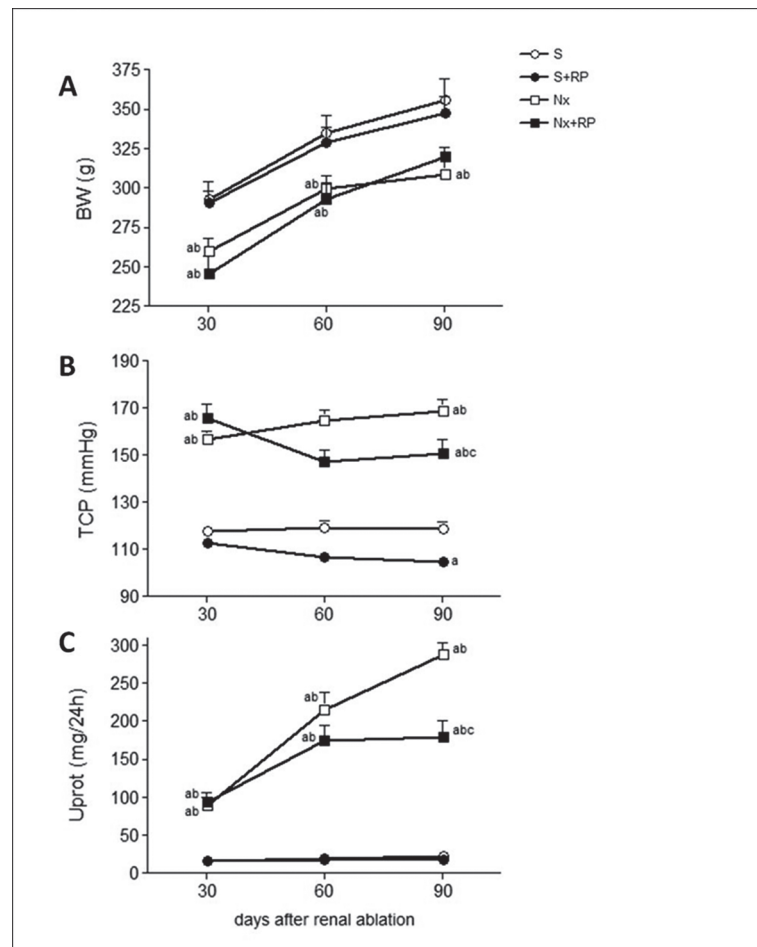 S
S+RP
Nx
Nx+RP
A
BW (g)
375
350
325
300
275
250
225
ab
ab
ab
ab
ab
30 60 90
B
TCP (mmHg)
190
170
150
130
110
90
ab
ab
ab
abc
a
30 60 90
C
Uprot (mg/24h)
300
250
200
150
100
50
0
ab
ab
ab
ab
ab
abc
30 60 90
days after renal ablation